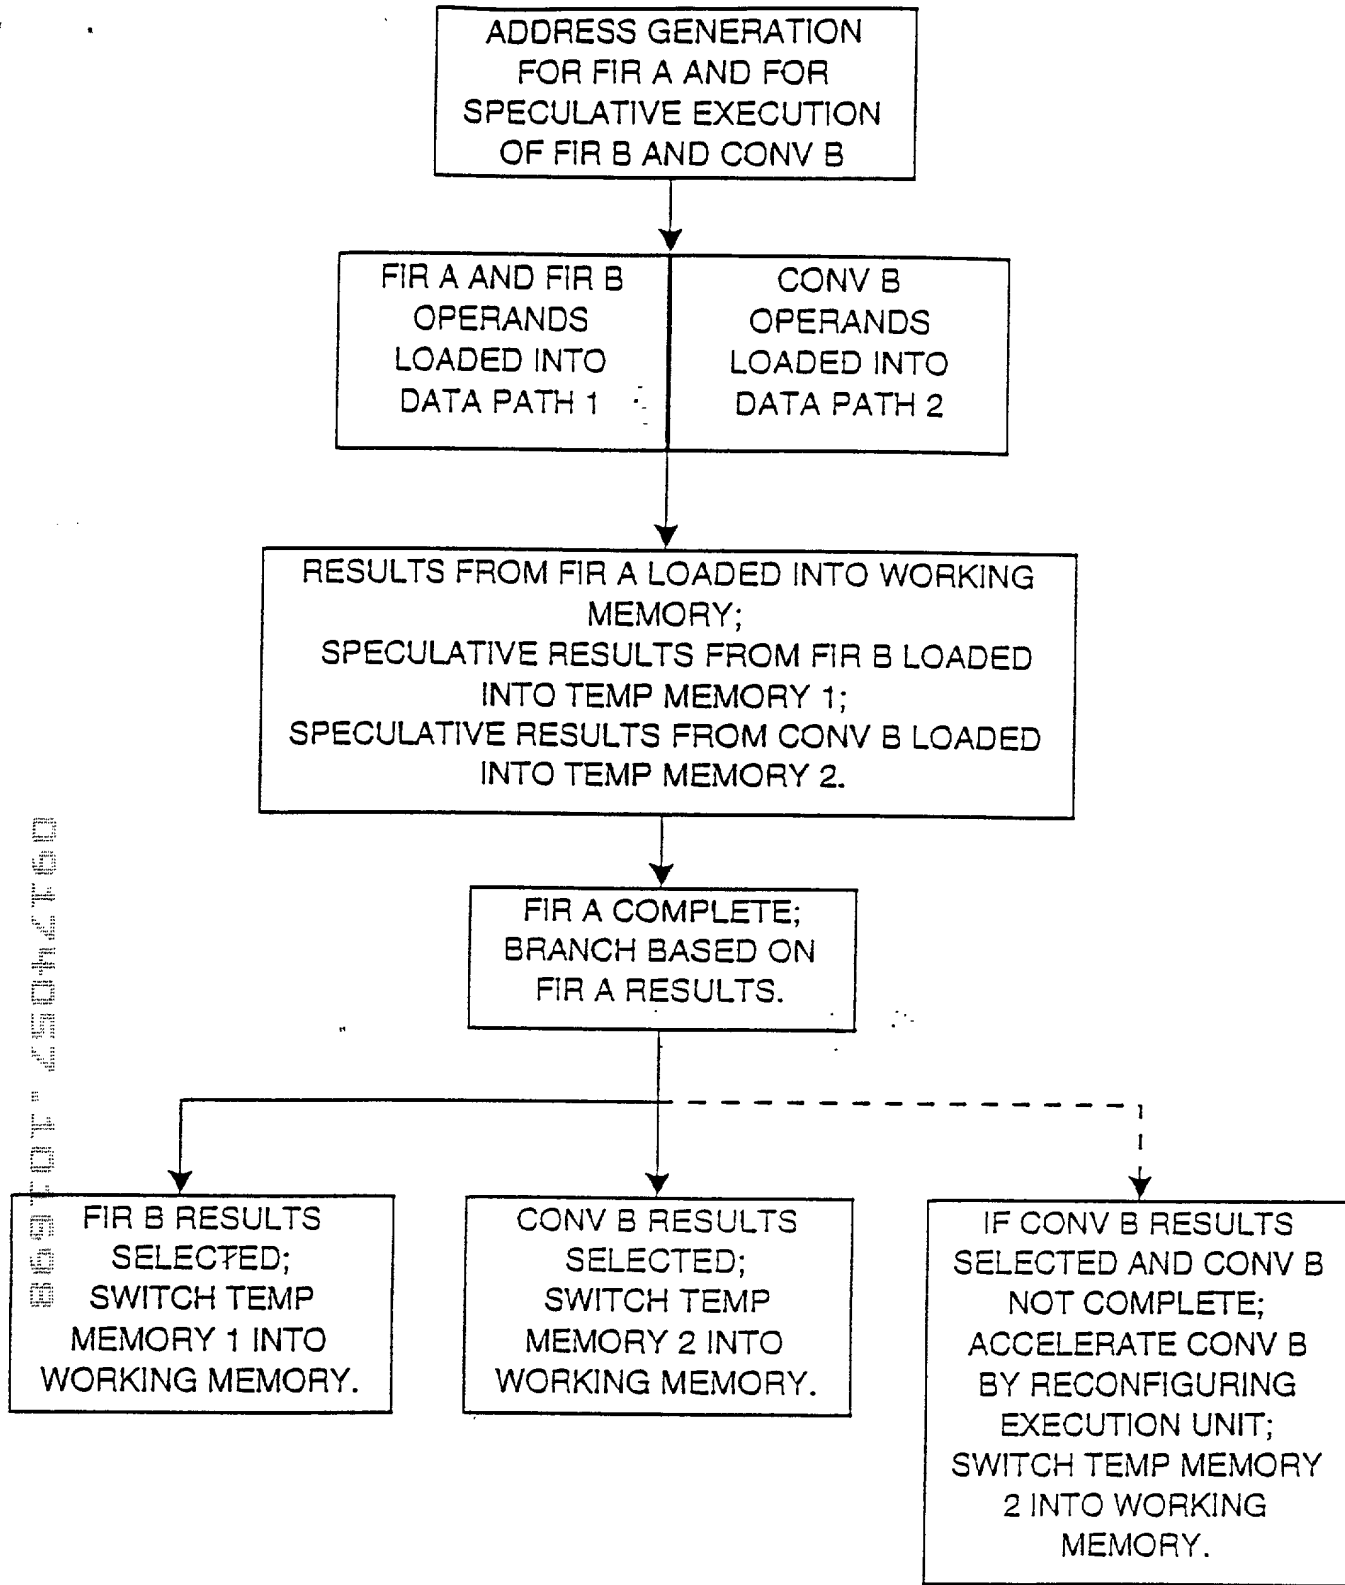 ADDRESS GENERATION
FOR FIR A AND FOR
SPECULATIVE EXECUTION
OF FIR B AND CONV B
FIR A AND FIR B
OPERANDS
LOADED INTO
DATA PATH 1
CONV B
OPERANDS
LOADED INTO
DATA PATH 2
RESULTS FROM FIR A LOADED INTO WORKING
MEMORY;
SPECULATIVE RESULTS FROM FIR B LOADED
INTO TEMP MEMORY 1;
SPECULATIVE RESULTS FROM CONV B LOADED
INTO TEMP MEMORY 2.
FIR A COMPLETE;
BRANCH BASED ON
FIR A RESULTS.
FIR B RESULTS
SELECTED;
SWITCH TEMP
MEMORY 1 INTO
WORKING MEMORY.
CONV B RESULTS
SELECTED;
SWITCH TEMP
MEMORY 2 INTO
WORKING MEMORY.
IF CONV B RESULTS
SELECTED AND CONV B
NOT COMPLETE;
ACCELERATE CONV B
BY RECONFIGURING
EXECUTION UNIT;
SWITCH TEMP MEMORY
2 INTO WORKING
MEMORY.